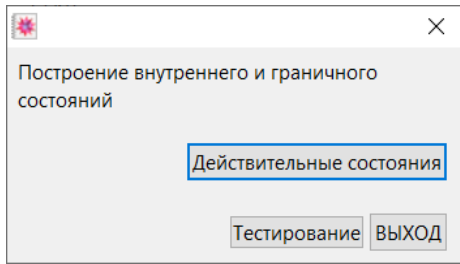 Построение внутреннего и граничного
состояний
Действительные состояния
Тестирование ВЫХОД